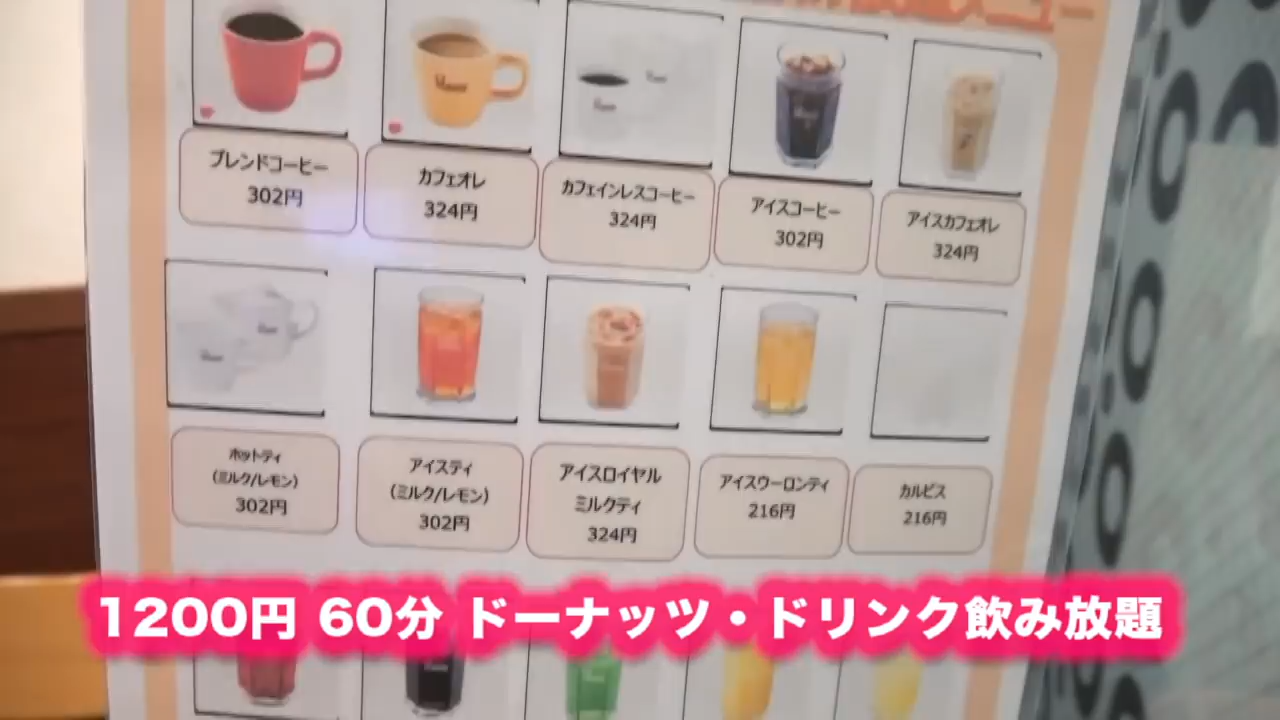 ブレンドコーヒー
302円
カフェオレ
324円
カフェインレスコーヒー
324円
アイスコーヒー
302円
アイスカフェオレ
324円
ホットティ
(ミルク/レモン)
302円
アイスティ
(ミルク/レモン)
302円
アイスロイヤル
ミルクティ
324円
アイスウーロンティ
216円
カルピス
216円
1200円 60分 ドーナッツ・ドリンク飲み放題